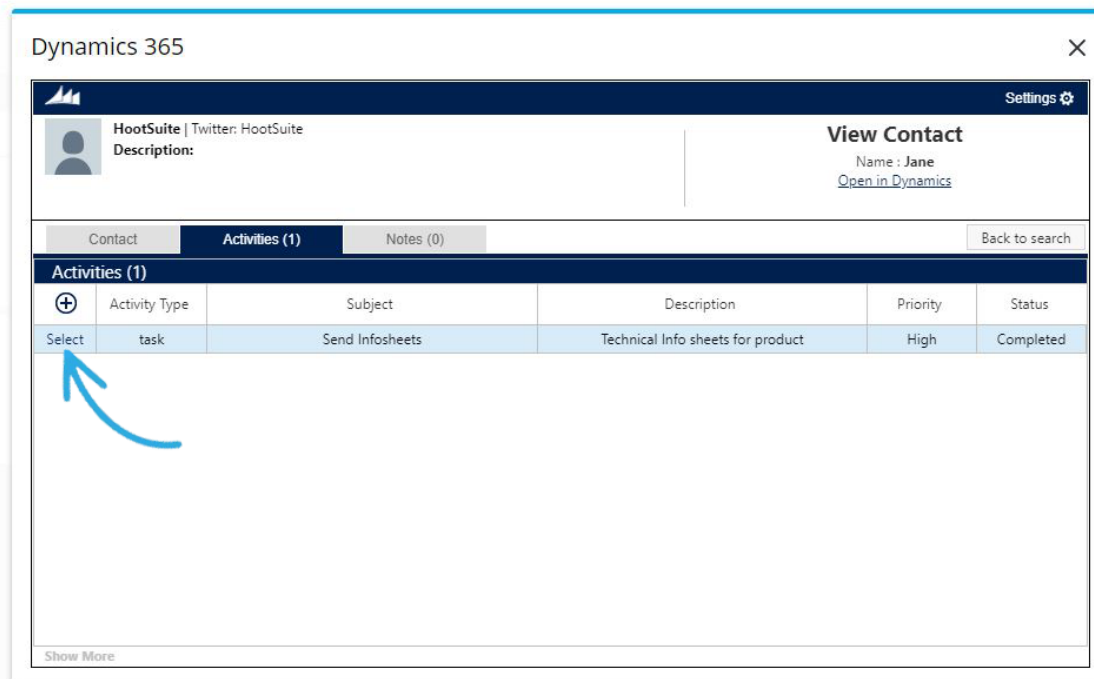 Dynamics 365
Settings
HootSuite | Twitter: HootSuite
Description:
View Contact
Name : Jane
Open in Dynamics
Contact Activities (1) Notes (0) Back to search
Activities (1)
Activity Type Subject Description Priority Status
Select task Send Infosheets Technical Info sheets for product High Completed
Show More